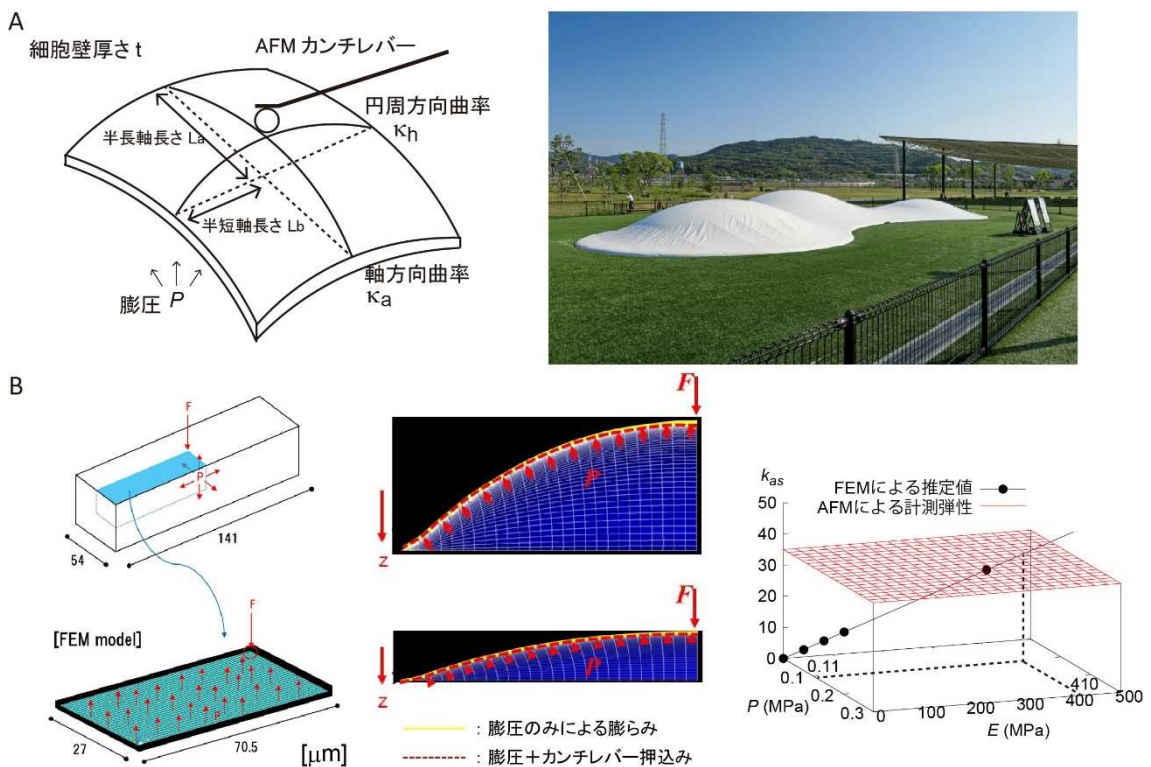 A
細胞壁厚さ t
AFM カンチレバー
円周方向曲率
κh
半長軸長さ La
半短軸長さ Lb
軸方向曲率
κa
膨圧 P
B
F
P
141
54
[FEM model]
F
P
27
70.5
[μm]
F
P
z
F
P
z
: 膨圧のみによる膨らみ
: 膨圧＋カンチレバー押込み
kas
FEMによる推定値
AFMによる計測弾性
50
40
30
20
10
0
0.1
0.11
0.2
0.3
P (MPa)
0
100
200
300
400
410
500
E (MPa)